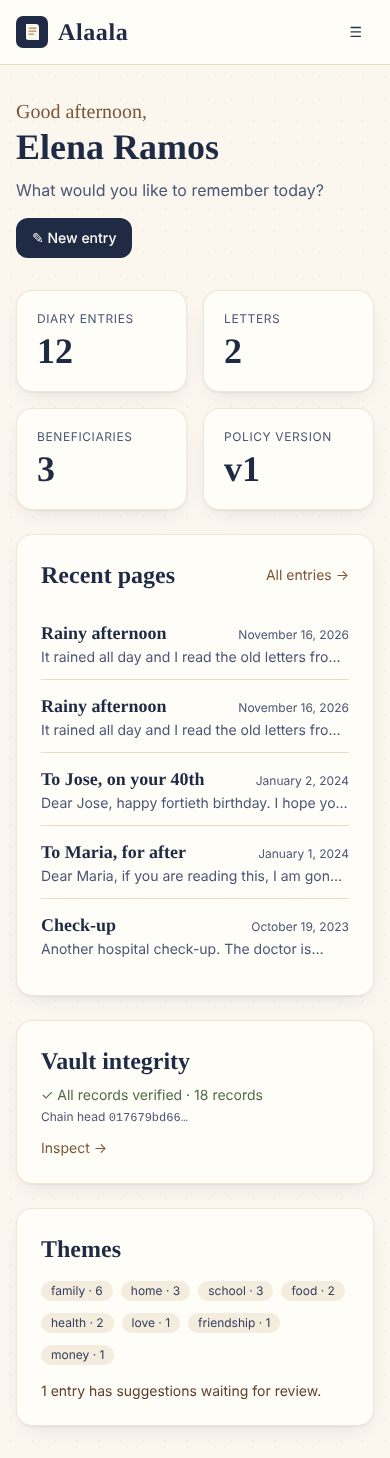 Alaala
☰
Good afternoon,
Elena Ramos
What would you like to remember today?
✎ New entry
DIARY ENTRIES
12
LETTERS
2
BENEFICIARIES
3
POLICY VERSION
v1
Recent pages
All entries →
Rainy afternoon
November 16, 2026
It rained all day and I read the old letters fro…
Rainy afternoon
November 16, 2026
It rained all day and I read the old letters fro…
To Jose, on your 40th
January 2, 2024
Dear Jose, happy fortieth birthday. I hope yo…
To Maria, for after
January 1, 2024
Dear Maria, if you are reading this, I am gon…
Check-up
October 19, 2023
Another hospital check-up. The doctor is…
Vault integrity
✓ All records verified · 18 records
Chain head 017679bd66…
Inspect →
Themes
family · 6
home · 3
school · 3
food · 2
health · 2
love · 1
friendship · 1
money · 1
1 entry has suggestions waiting for review.